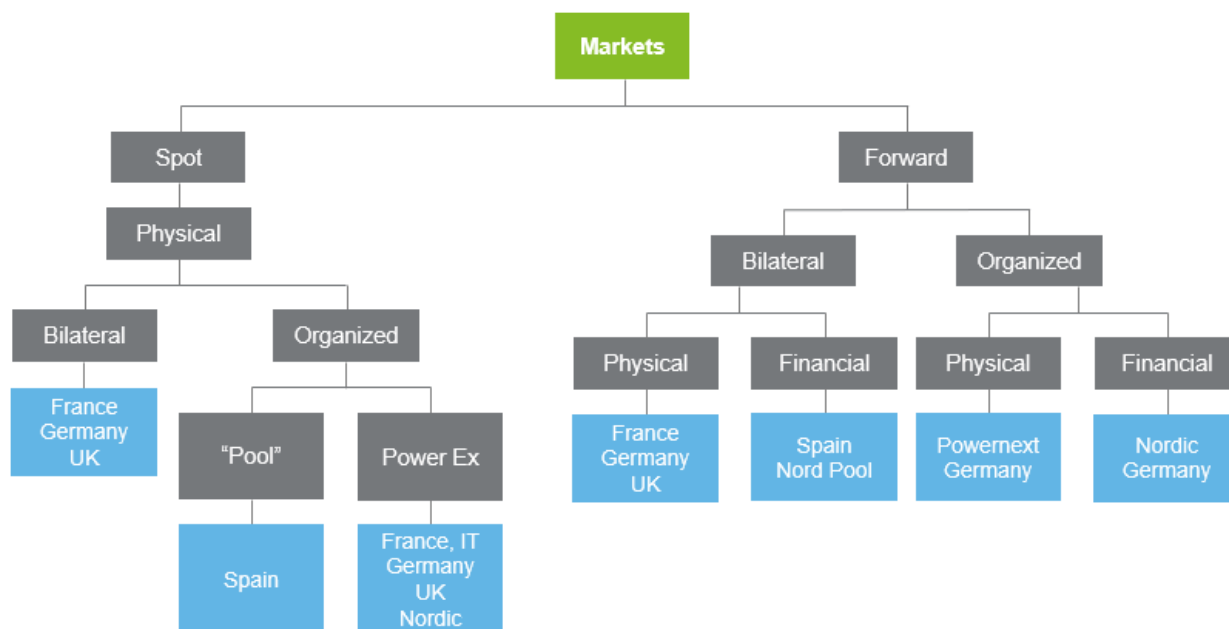 Markets
Spot
Forward
Physical
Bilateral
Organized
Bilateral
Organized
Physical
Financial
Physical
Financial
France
Germany
UK
"Pool"
Power Ex
France
Germany
UK
Spain
Nord Pool
Powernext
Germany
Nordic
Germany
Spain
France, IT
Germany
UK
Nordic